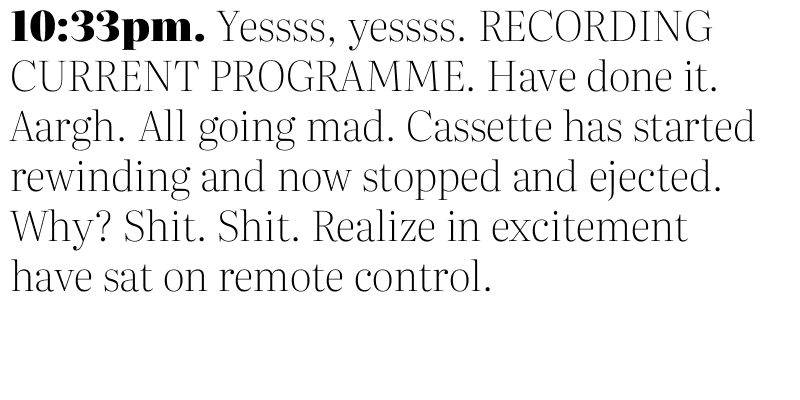 10:33pm. Yessss, yessss. RECORDING
CURRENT PROGRAMME. Have done it.
Aargh. All going mad. Cassette has started
rewinding and now stopped and ejected.
Why? Shit. Shit. Realize in excitement
have sat on remote control.